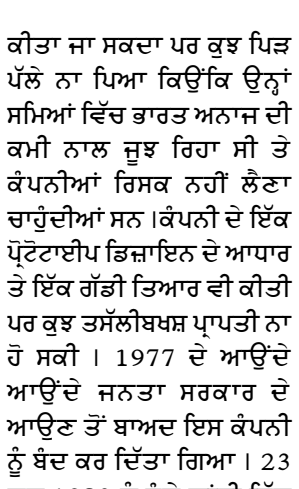 ਕੀਤਾ ਜਾ ਸਕਦਾ ਪਰ ਕੁਝ ਪਿੜ
ਪੱਲੇ ਨਾ ਪਿਆ ਕਿਉਂਕਿ ਉਨ੍ਹਾਂ
ਸਮਿਆਂ ਵਿੱਚ ਭਾਰਤ ਅਨਾਜ ਦੀ
ਕਮੀ ਨਾਲ ਜੂਝ ਰਿਹਾ ਸੀ ਤੇ
ਕੰਪਨੀਆਂ ਰਿਸਕ ਨਹੀਂ ਲੈਣਾ
ਚਾਹੁੰਦੀਆਂ ਸਨ ।ਕੰਪਨੀ ਦੇ ਇੱਕ
ਪ੍ਰੋਟੋਟਾਈਪ ਡਿਜ਼ਾਇਨ ਦੇ ਆਧਾਰ
ਤੇ ਇੱਕ ਗੱਡੀ ਤਿਆਰ ਵੀ ਕੀਤੀ
ਪਰ ਕੁਝ ਤਸੱਲੀਬਖਸ਼ ਪ੍ਰਾਪਤੀ ਨਾ
ਹੋ ਸਕੀ । 1977 ਦੇ ਆਉਂਦੇ
ਆਉਂਦੇ ਜਨਤਾ ਸਰਕਾਰ ਦੇ
ਆਉਣ ਤੋਂ ਬਾਅਦ ਇਸ ਕੰਪਨੀ
ਨੂੰ ਬੰਦ ਕਰ ਦਿੱਤਾ ਗਿਆ । 23